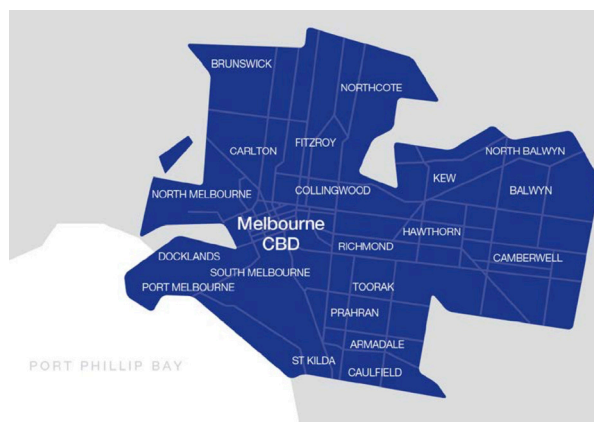 BRUNSWICK
NORTHCOTE
FITZROY
CARLTON
NORTH BALWYN
KEW
BALWYN
NORTH MELBOURNE
COLLINGWOOD
Melbourne
CBD
HAWTHORN
RICHMOND
DOCKLANDS
CAMBERWELL
SOUTH MELBOURNE
PORT MELBOURNE
TOORAK
PRAHRAN
ARMADALE
ST KILDA
CAULFIELD
PORT PHILLIP BAY